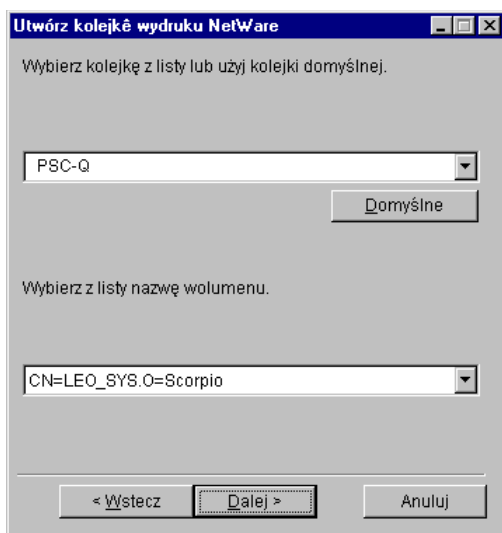 Utwórz kolejkê wydruku NetWare
Wybierz kolejkę z listy lub użyj kolejki domyślnej.
PSC-Q
Domyślne
Wybierz z listy nazwę wolumenu.
CN=LEO_SYS.O=Scorpio
< Wstecz Dalej > Anuluj